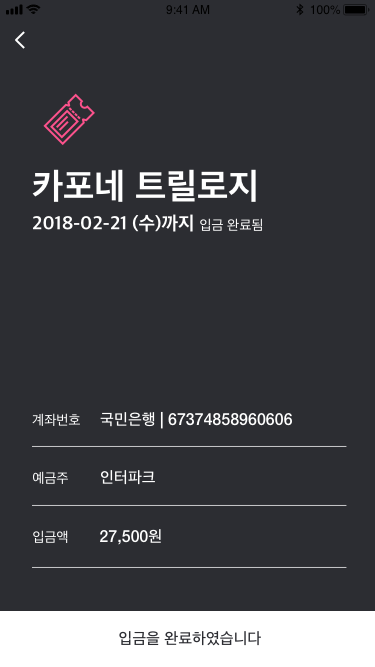 9:41 AM 100%
카포네 트릴로지
2018-02-21 (수)까지 입금 완료됨
계좌번호 국민은행 | 67374858960606
예금주 인터파크
입금액 27,500원
입금을 완료하였습니다